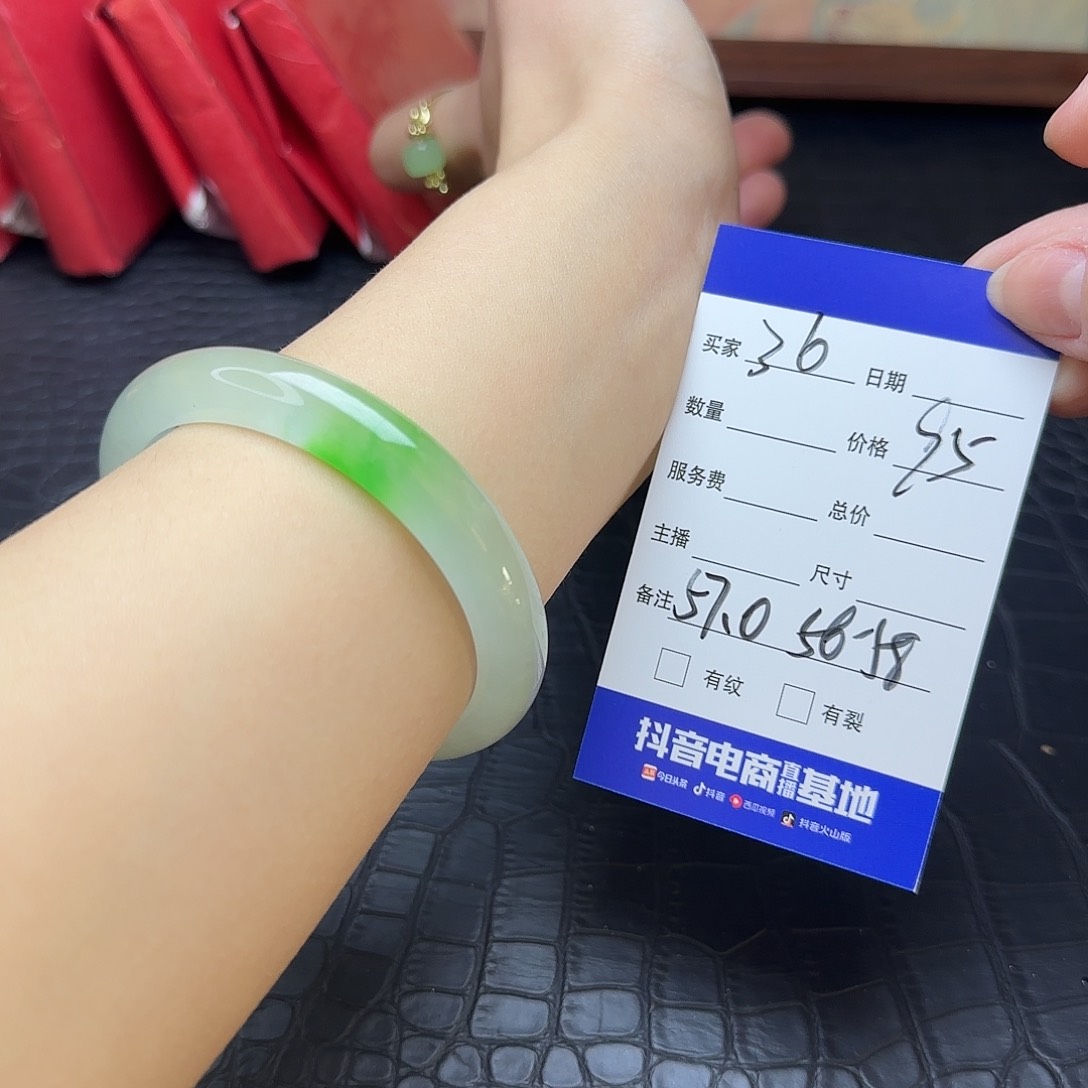 买家 36 日期
数量 价格 95
服务费 总价
主播 尺寸
备注 57.0 56-58
有纹 有裂
抖音电商直播基地
今日头条 抖音 西瓜视频 抖音火山版